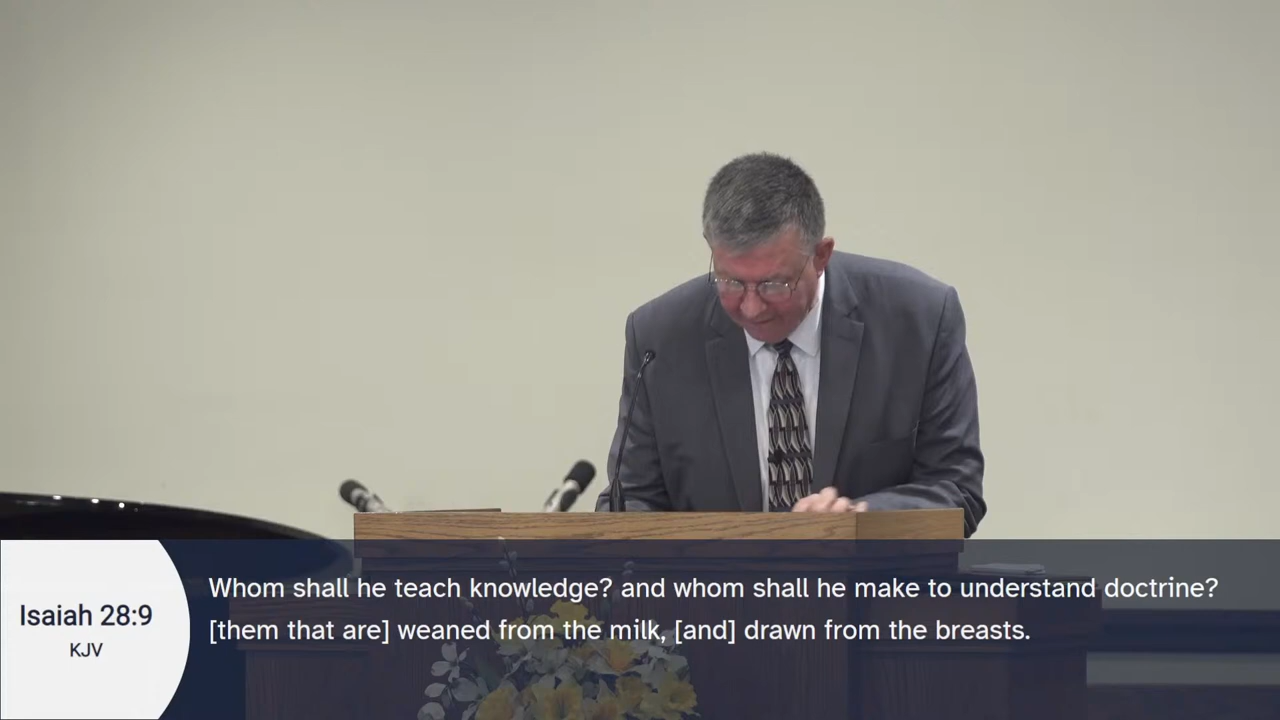 Isaiah 28:9
KJV
Whom shall he teach knowledge? and whom shall he make to understand doctrine?
[them that are] weaned from the milk, [and] drawn from the breasts.